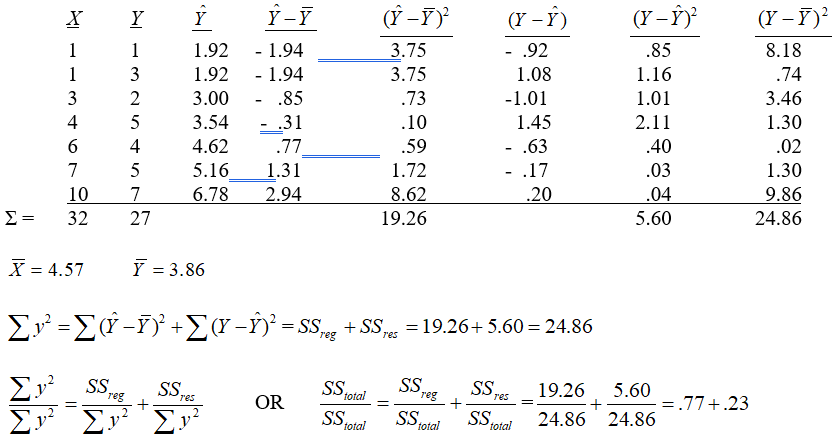 X Y Ŷ Ŷ−Y̅ (Ŷ−Y̅)² (Y−Ŷ) (Y−Ŷ)² (Y−Y̅)²
1 1 1.92 - 1.94 3.75 - .92 .85 8.18
1 3 1.92 - 1.94 3.75 1.08 1.16 .74
3 2 3.00 - .85 .73 -1.01 1.01 3.46
4 5 3.54 - .31 .10 1.45 2.11 1.30
6 4 4.62 .77 .59 - .63 .40 .02
7 5 5.16 1.31 1.72 - .17 .03 1.30
10 7 6.78 2.94 8.62 .20 .04 9.86
Σ = 32 27 19.26 5.60 24.86
X̅ = 4.57 Y̅ = 3.86
∑y² = ∑(Ŷ−Y̅)² + ∑(Y−Ŷ)² = SS_reg + SS_res = 19.26 + 5.60 = 24.86
∑y²/∑y² = SS_reg/∑y² + SS_res/∑y² OR SS_total/SS_total = SS_reg/SS_total + SS_res/SS_total = 19.26/24.86 + 5.60/24.86 = .77 + .23